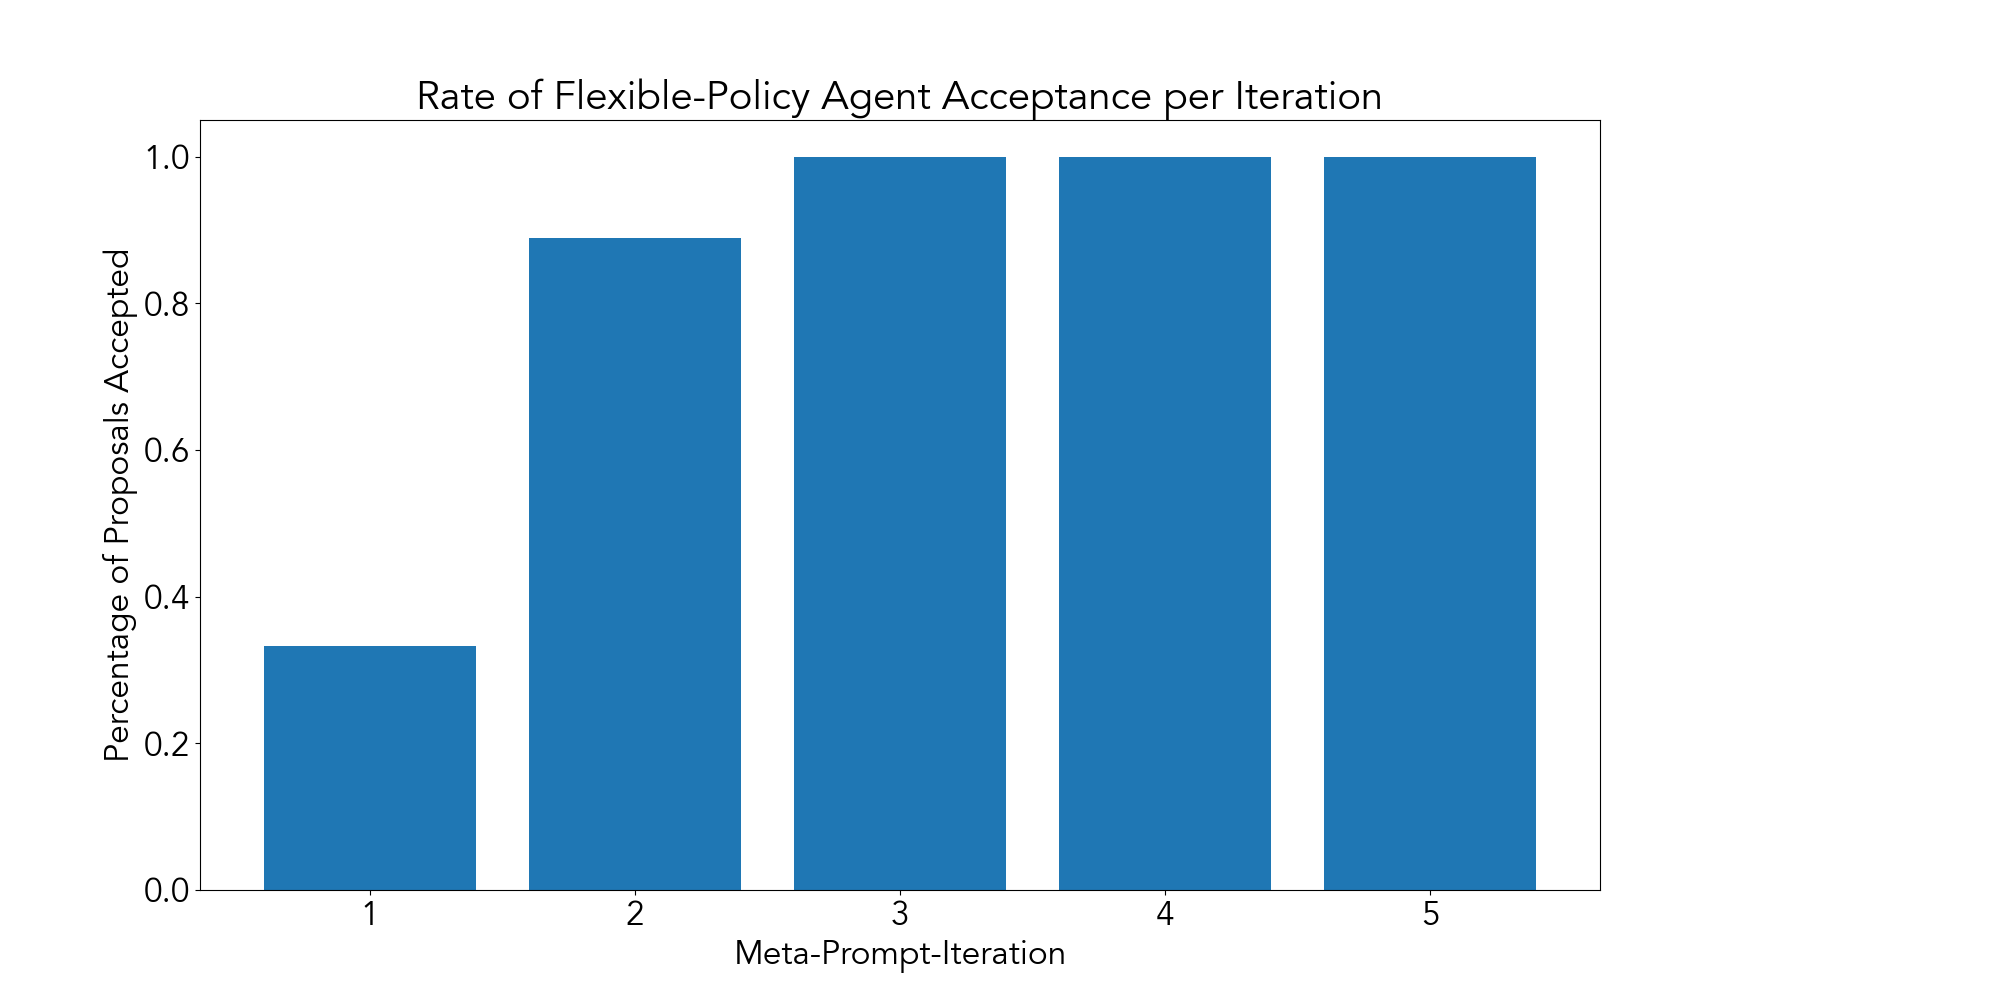 Rate of Flexible-Policy Agent Acceptance per Iteration
Percentage of Proposals Accepted
1.0
0.8
0.6
0.4
0.2
0.0
1 2 3 4 5
Meta-Prompt-Iteration